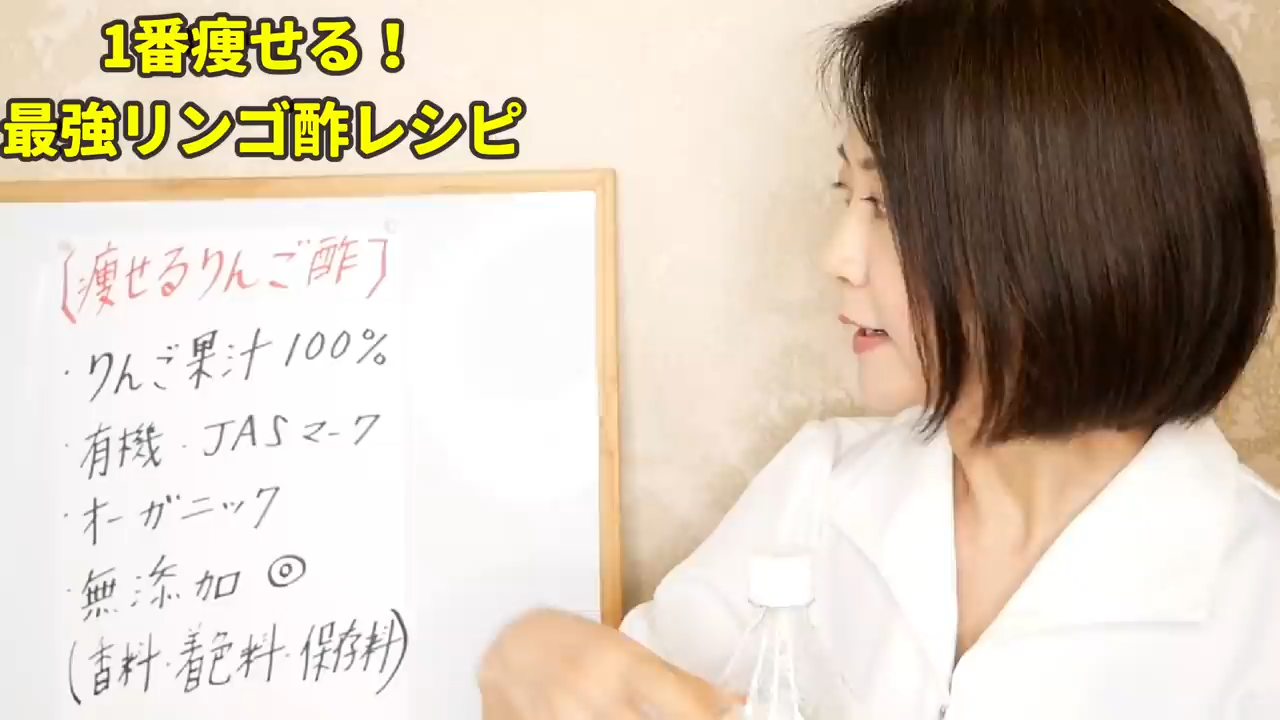 1番痩せる！
最強リンゴ酢レシピ
[痩せるりんご酢]
・りんご果汁100%
・有機・JASマーク
・オーガニック
・無添加◎
(香料・着色料・保存料)